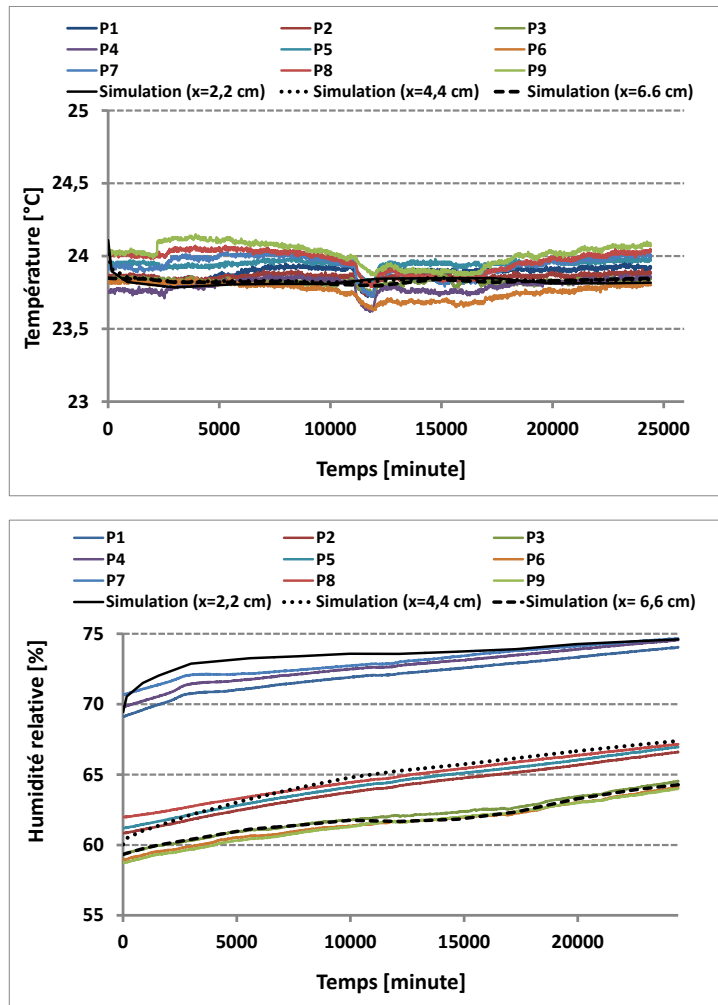 P1 P2 P3
P4 P5 P6
P7 P8 P9
Simulation (x=2,2 cm) Simulation (x=4,4 cm) Simulation (x=6.6 cm)
25
24,5
24
23,5
23
Température [°C]
0 5000 10000 15000 20000 25000
Temps [minute]
P1 P2 P3
P4 P5 P6
P7 P8 P9
Simulation (x=2,2 cm) Simulation (x=4,4 cm) Simulation (x= 6,6 cm)
75
70
65
60
55
Humidité relative [%]
0 5000 10000 15000 20000
Temps [minute]